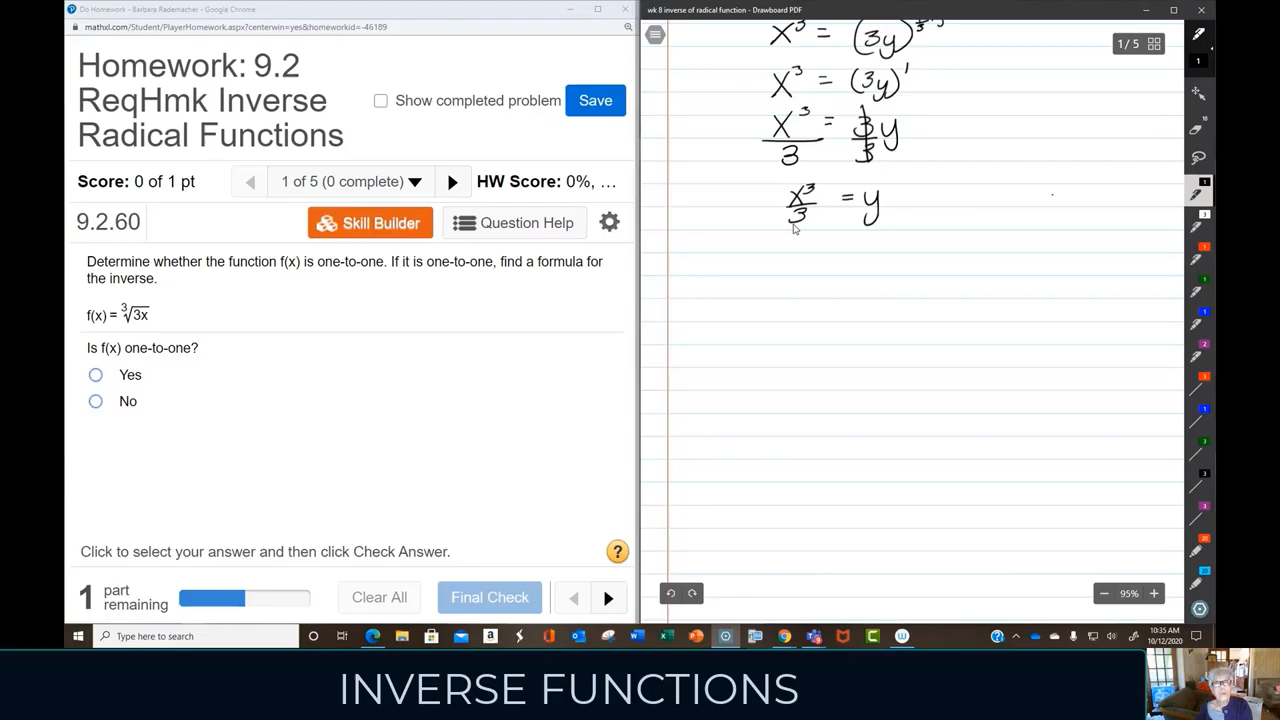 Do Homework - Barbara Rademacher - Google Chrome
mathxl.com/Student/PlayerHomework.aspx?centerwin=yes&homeworkid=-46189
Homework: 9.2
ReqHmk Inverse
Radical Functions
Show completed problem
Save
Score: 0 of 1 pt
1 of 5 (0 complete)
HW Score: 0%, ...
9.2.60
Skill Builder
Question Help
Determine whether the function f(x) is one-to-one. If it is one-to-one, find a formula for
the inverse.
f(x) = ∛3x
Is f(x) one-to-one?
Yes
No
Click to select your answer and then click Check Answer.
?
1 part
remaining
Clear All
Final Check
wk 8 inverse of radical function - Drawboard PDF
1 / 5
x³ = (3y)
x³ = (3y)¹
x³/3 = 3y/3
x³/3 = y
95%
Type here to search
10:35 AM
10/12/2020
INVERSE FUNCTIONS